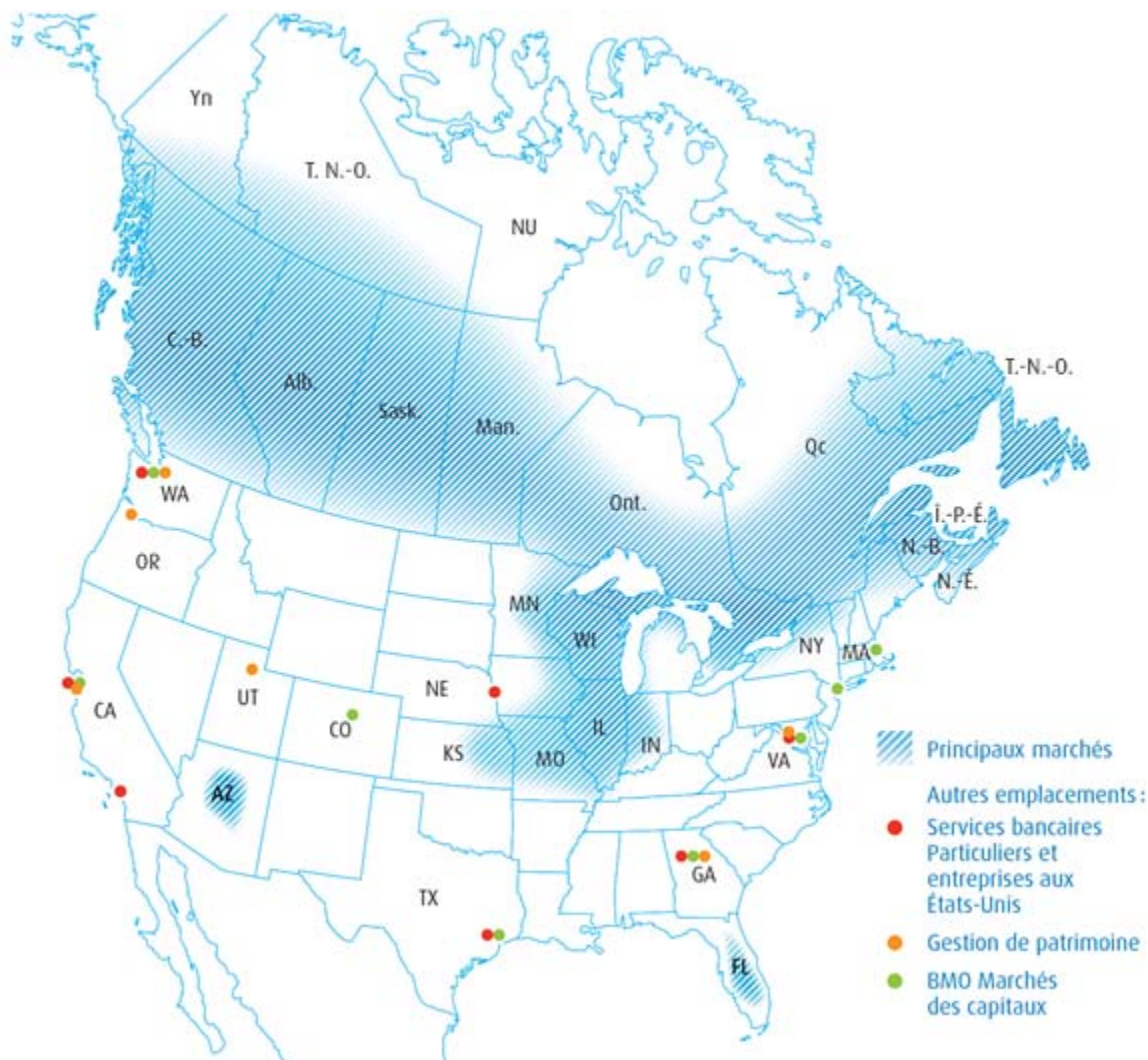 Yn
T. N.-O.
NU
C.-B.
Alb.
Sask.
Man.
Ont.
Qc
T.-N.-O.
Î.-P.-É.
N.-B.
N.-É.
WA
OR
MN
WI
NY
MA
CA
UT
NE
CO
KS
MO
IL
IN
VA
AZ
TX
GA
FL
Principaux marchés
Autres emplacements :
Services bancaires
Particuliers et
entreprises aux
États-Unis
Gestion de patrimoine
BMO Marchés
des capitaux